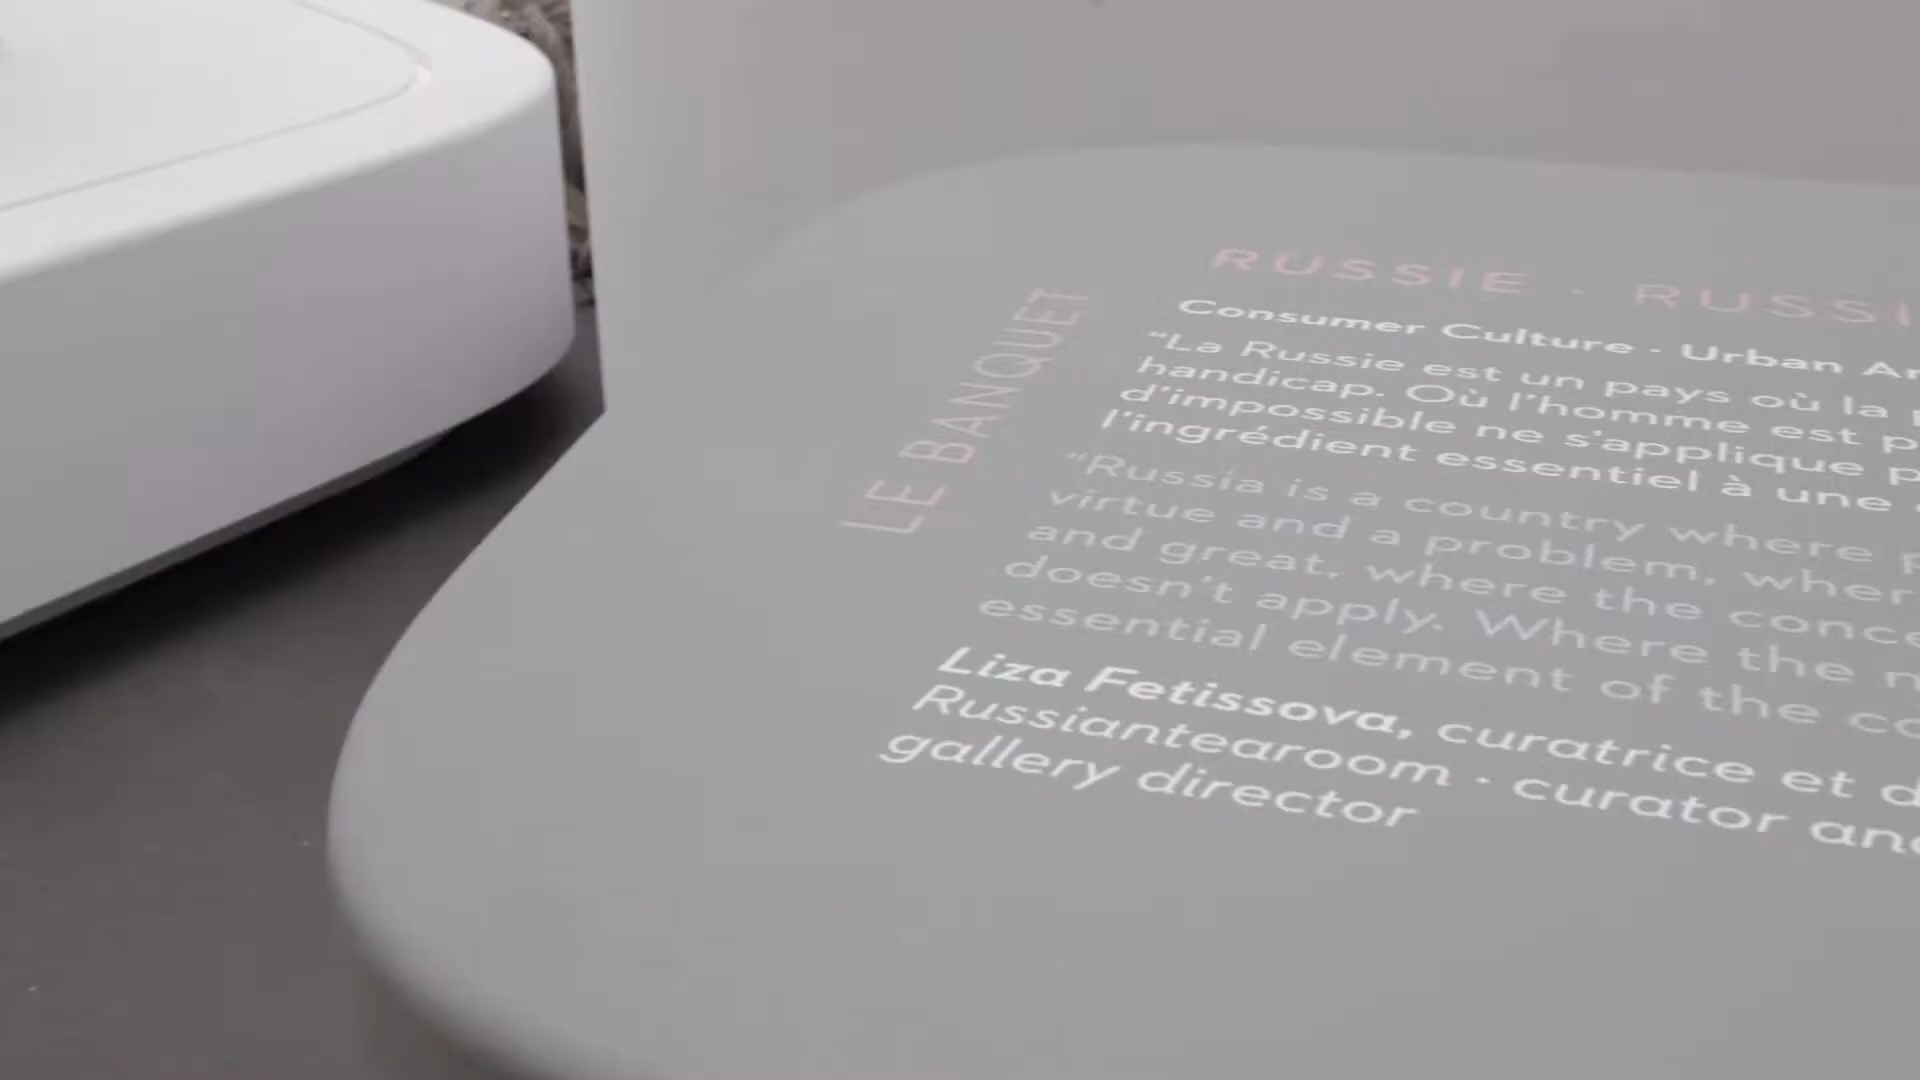 LE BANQUET
RUSSIE · RUSSI
Consumer Culture · Urban Ar
“La Russie est un pays où la
handicap. Où l’homme est p
d’impossible ne s’applique p
l’ingrédient essentiel à une
“Russia is a country where p
virtue and a problem, wher
and great, where the conce
doesn’t apply. Where the n
essential element of the co
Liza Fetissova, curatrice et d
Russiantearoom · curator and
gallery director